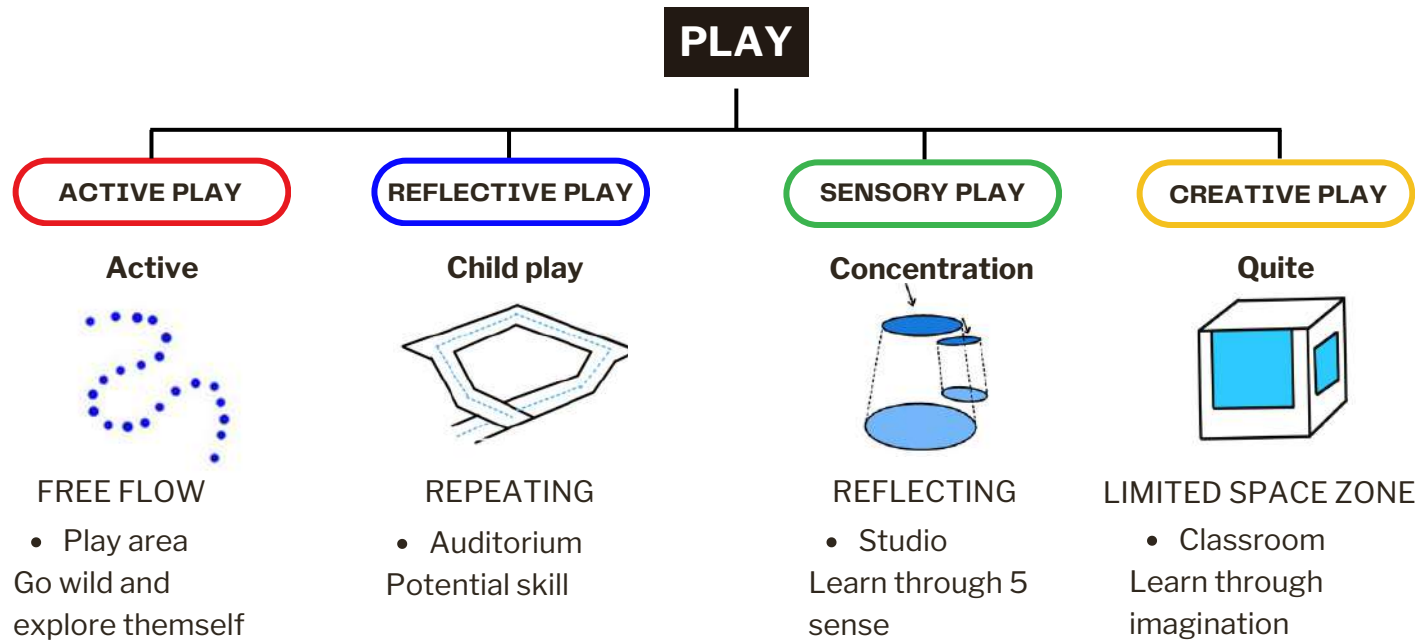 PLAY
ACTIVE PLAY
Active
FREE FLOW
• Play area
Go wild and
explore themself
REFLECTIVE PLAY
Child play
REPEATING
• Auditorium
Potential skill
SENSORY PLAY
Concentration
REFLECTING
• Studio
Learn through 5
sense
CREATIVE PLAY
Quite
LIMITED SPACE ZONE
• Classroom
Learn through
imagination